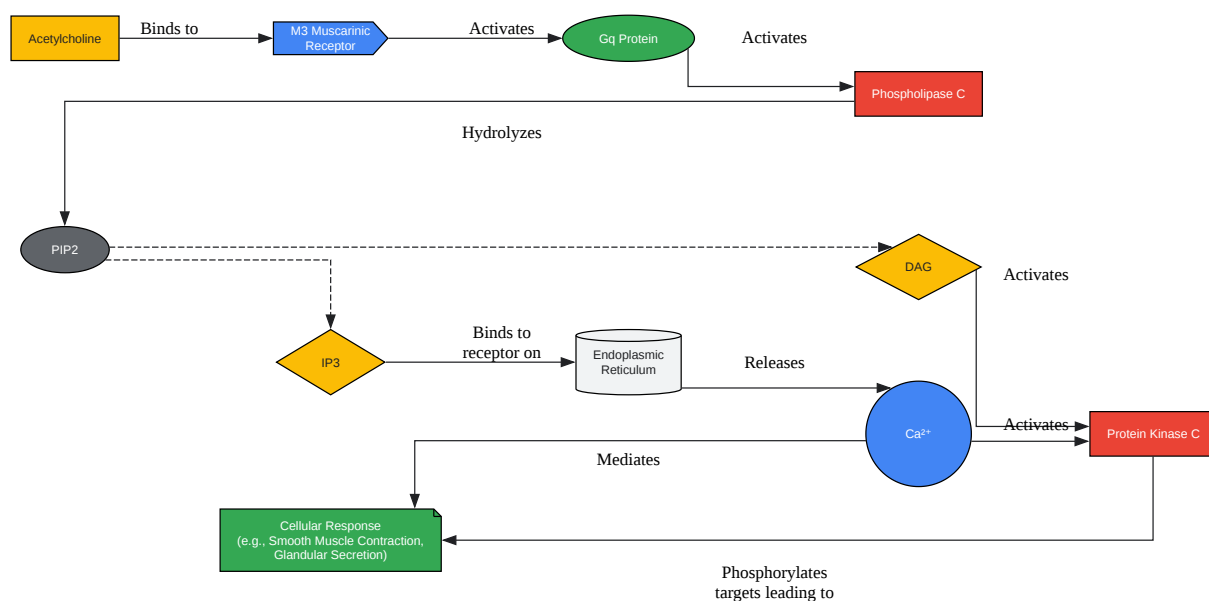 Acetylcholine
Binds to
M3 Muscarinic
Receptor
Activates
Gq Protein
Activates
Phospholipase C
Hydrolyzes
PIP2
DAG
Activates
IP3
Binds to
receptor on
Endoplasmic
Reticulum
Releases
Ca²⁺
Activates
Protein Kinase C
Mediates
Cellular Response
(e.g., Smooth Muscle Contraction,
Glandular Secretion)
Phosphorylates
targets leading to